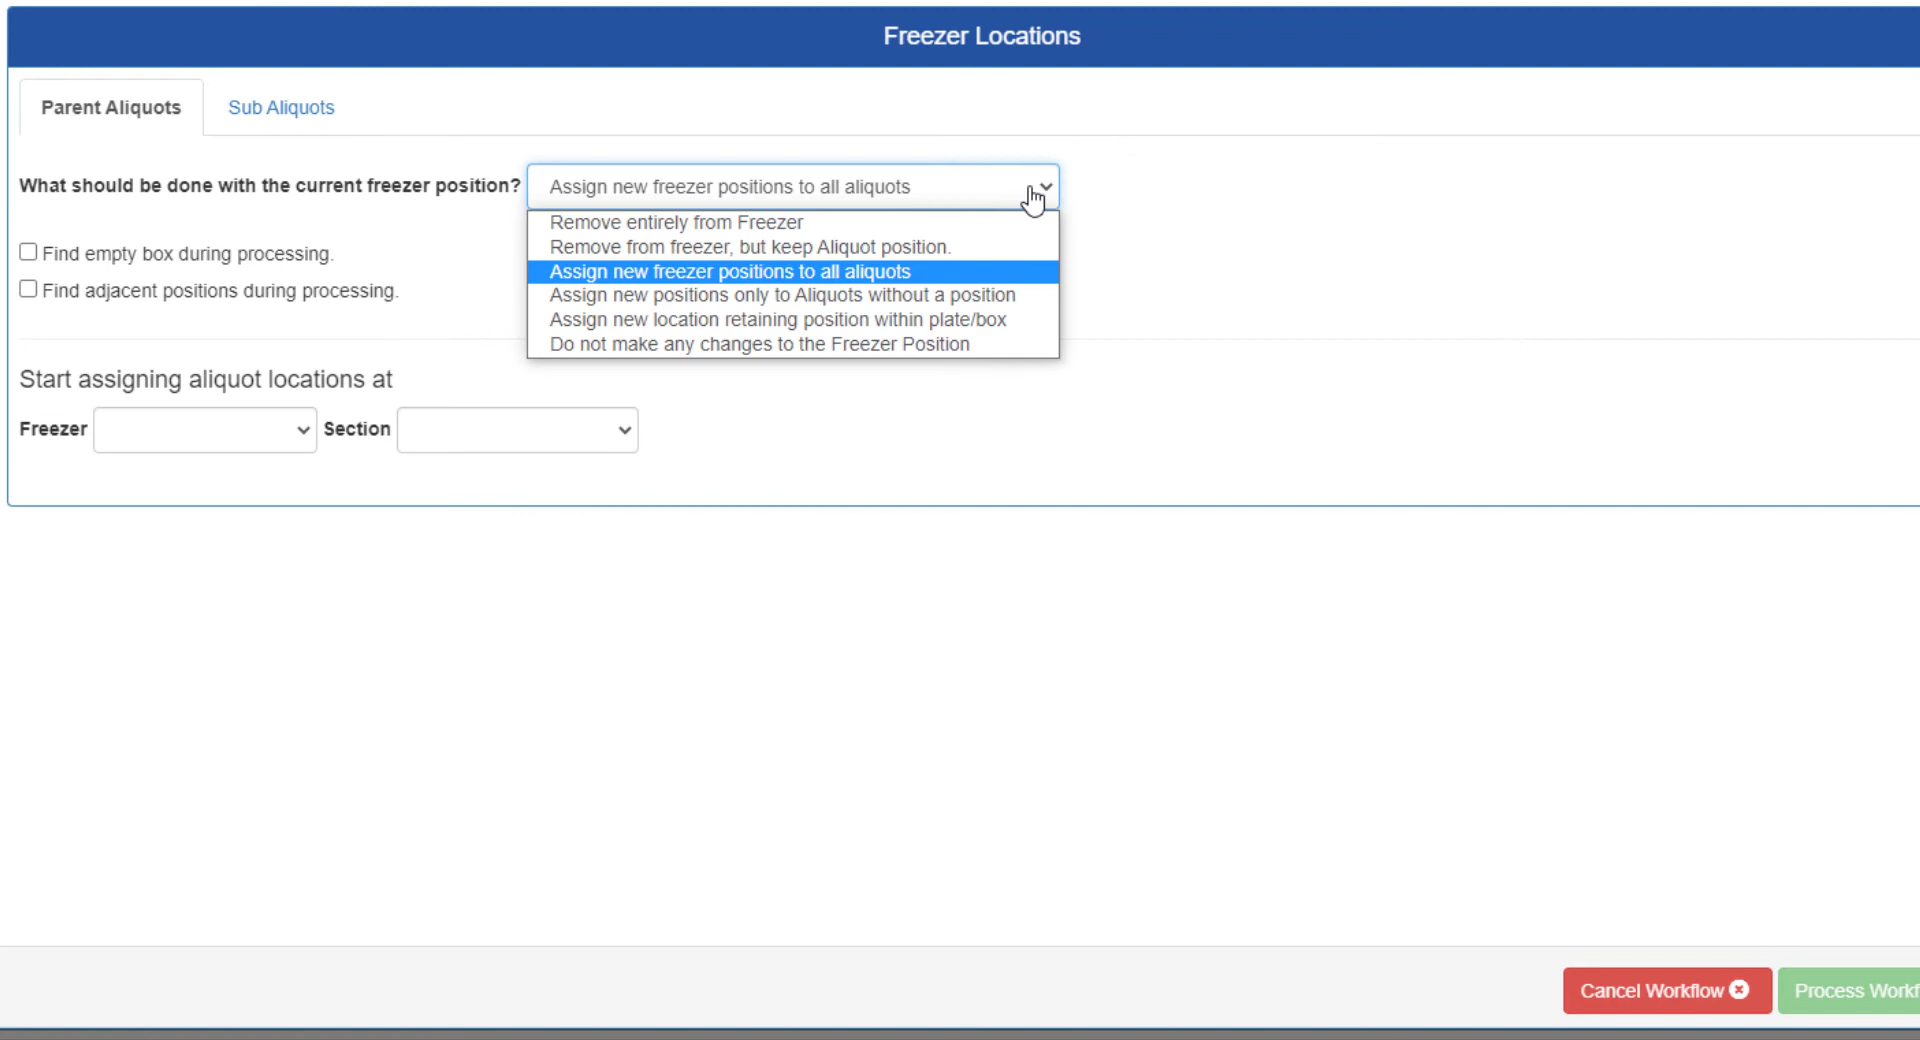 Freezer Locations
Parent Aliquots
Sub Aliquots
What should be done with the current freezer position?
Assign new freezer positions to all aliquots
Remove entirely from Freezer
Remove from freezer, but keep Aliquot position.
Assign new freezer positions to all aliquots
Assign new positions only to Aliquots without a position
Assign new location retaining position within plate/box
Do not make any changes to the Freezer Position
Find empty box during processing.
Find adjacent positions during processing.
Start assigning aliquot locations at
Freezer
Section
Cancel Workflow
Process Workf